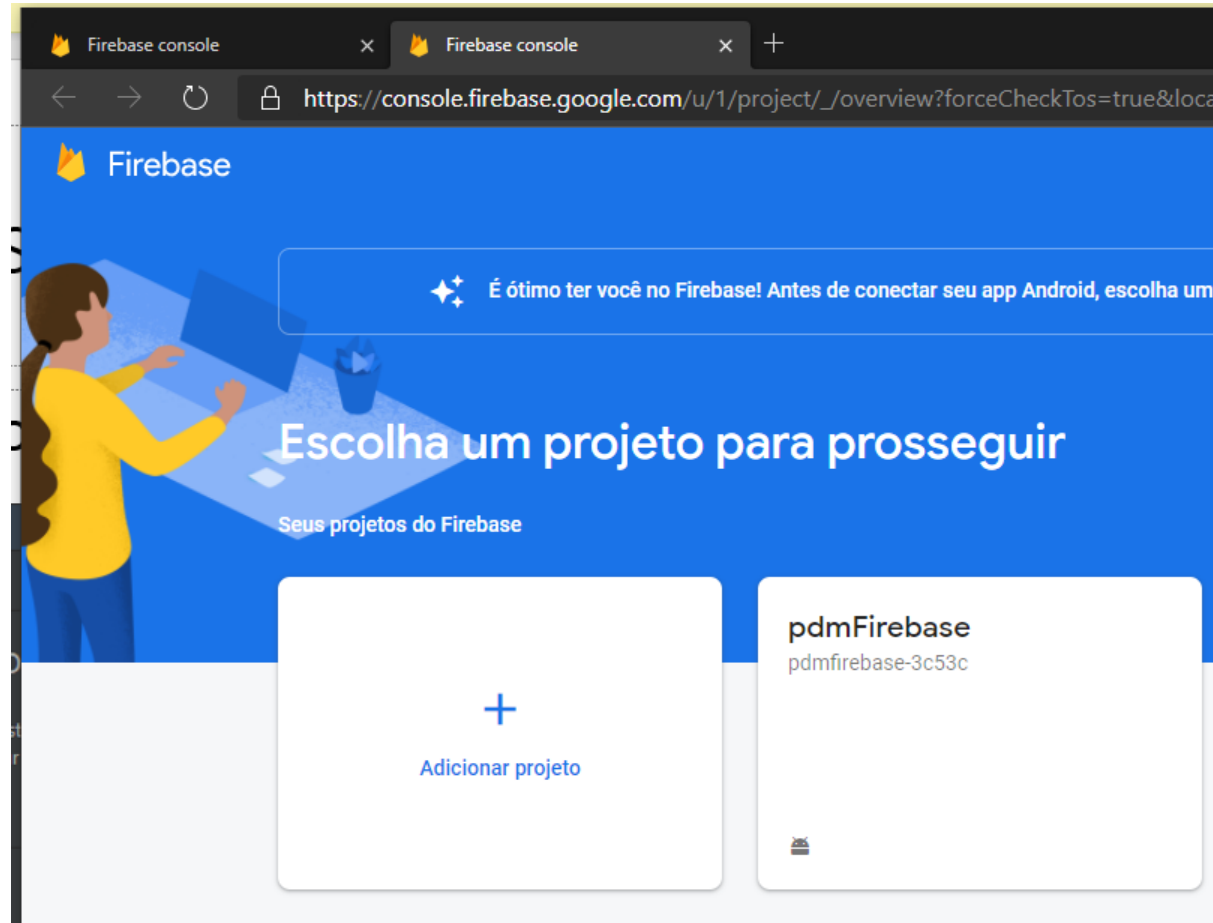 Firebase console
Firebase console
https://console.firebase.google.com/u/1/project/_/overview?forceCheckTos=true&loca
Firebase
É ótimo ter você no Firebase! Antes de conectar seu app Android, escolha um
Escolha um projeto para prosseguir
Seus projetos do Firebase
Adicionar projeto
pdmFirebase
pdmfirebase-3c53c